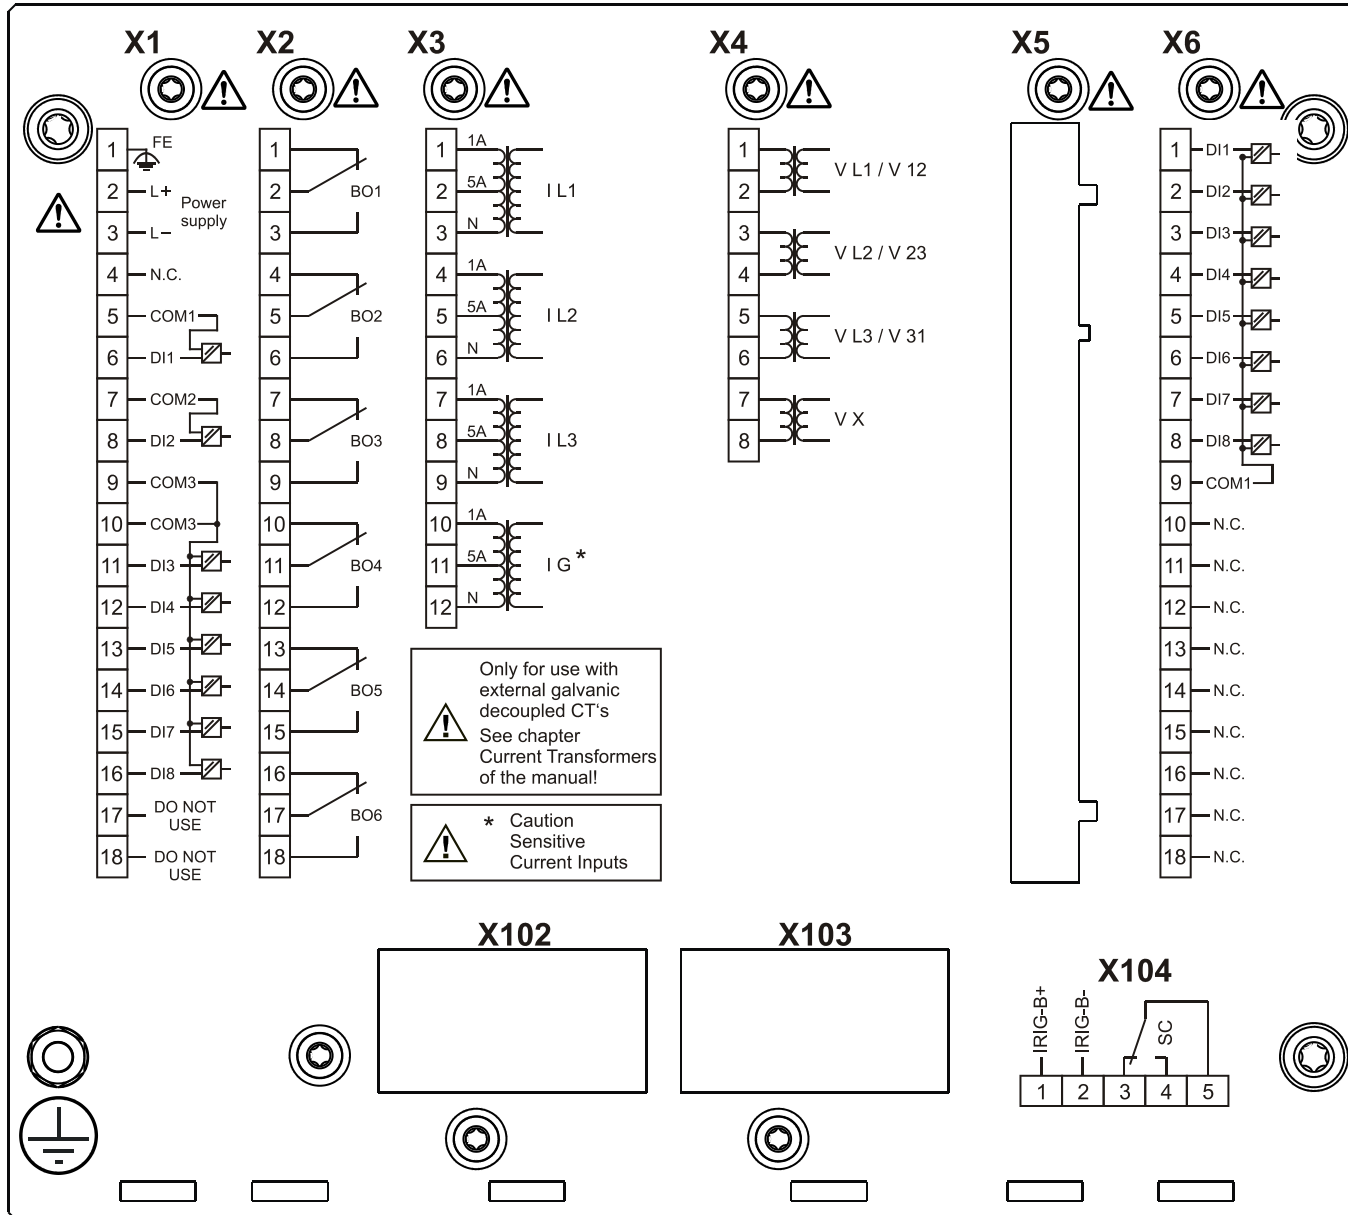 X1
X2
X3
X4
X5
X6
1 FE
2 L+ Power
supply
3 L–
4 N.C.
5 COM1
6 DI1
7 COM2
8 DI2
9 COM3
10 COM3
11 DI3
12 DI4
13 DI5
14 DI6
15 DI7
16 DI8
17 DO NOT
USE
18 DO NOT
USE
1
2 BO1
3
4
5 BO2
6
7
8 BO3
9
10
11 BO4
12
13
14 BO5
15
16
17 BO6
18
1 1A
2 5A I L1
3 N
4 1A
5 5A I L2
6 N
7 1A
8 5A I L3
9 N
10 1A
11 5A I G *
12 N
Only for use with
external galvanic
decoupled CT‘s
See chapter
Current Transformers
of the manual!
* Caution
Sensitive
Current Inputs
1
V L1 / V 12
2
3
V L2 / V 23
4
5
V L3 / V 31
6
7
V X
8
1 DI1
2 DI2
3 DI3
4 DI4
5 DI5
6 DI6
7 DI7
8 DI8
9 COM1
10 N.C.
11 N.C.
12 N.C.
13 N.C.
14 N.C.
15 N.C.
16 N.C.
17 N.C.
18 N.C.
X102
X103
X104
IRIG-B+
IRIG-B-
SC
1 2 3 4 5